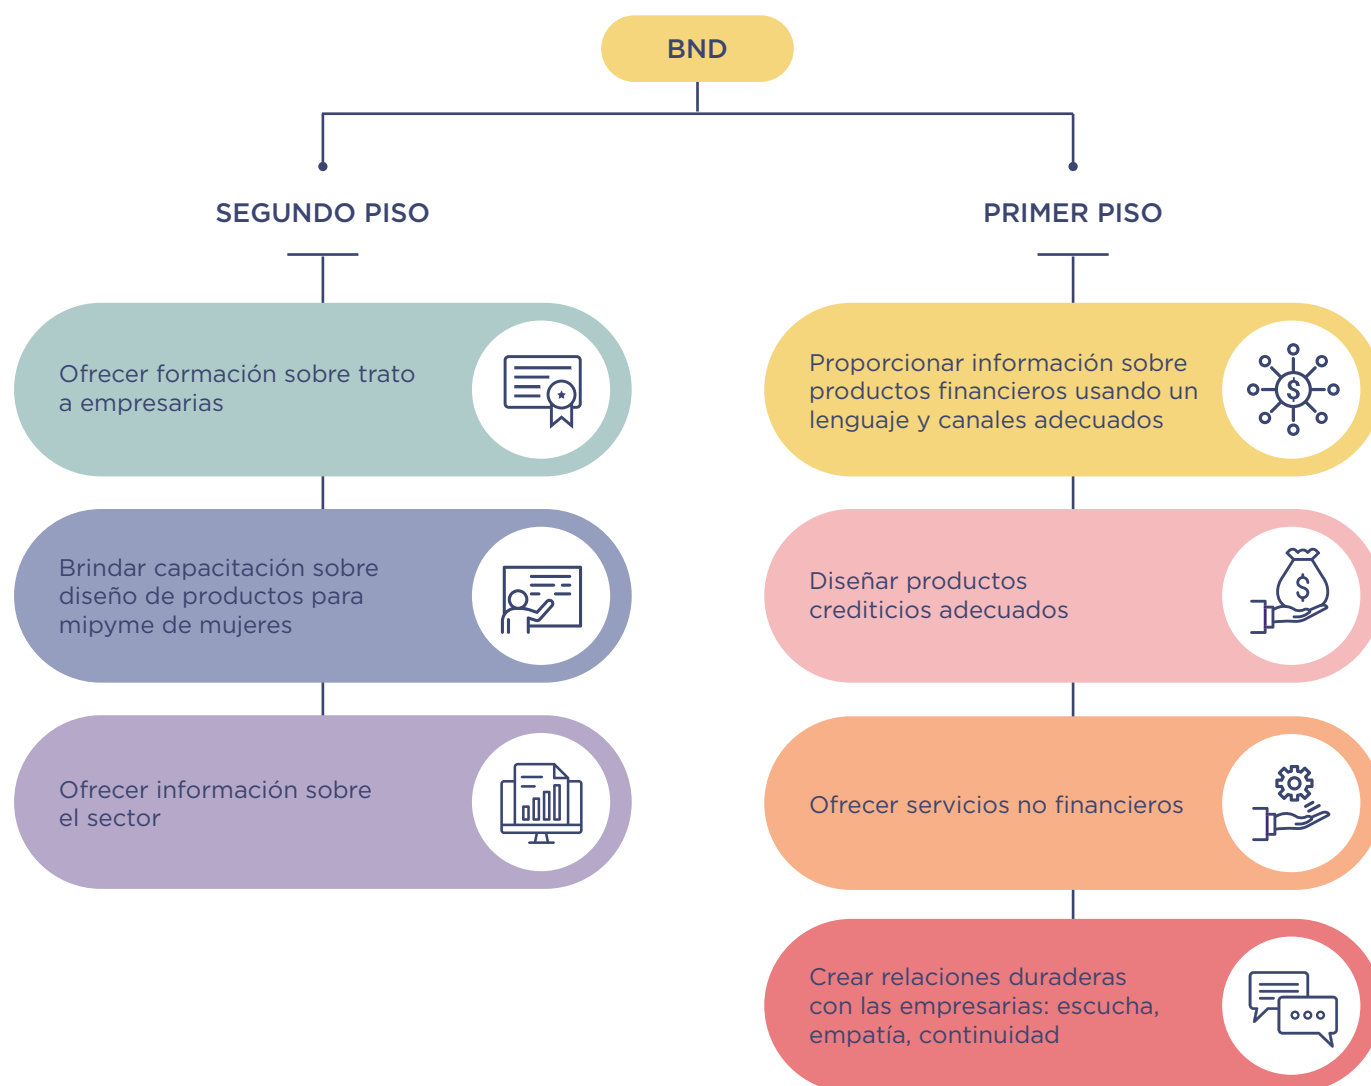 BND
SEGUNDO PISO
Ofrecer formación sobre trato
a empresarias
Brindar capacitación sobre
diseño de productos para
mipyme de mujeres
Ofrecer información sobre
el sector
PRIMER PISO
Proporcionar información sobre
productos financieros usando un
lenguaje y canales adecuados
Diseñar productos
crediticios adecuados
Ofrecer servicios no financieros
Crear relaciones duraderas
con las empresarias: escucha,
empatía, continuidad